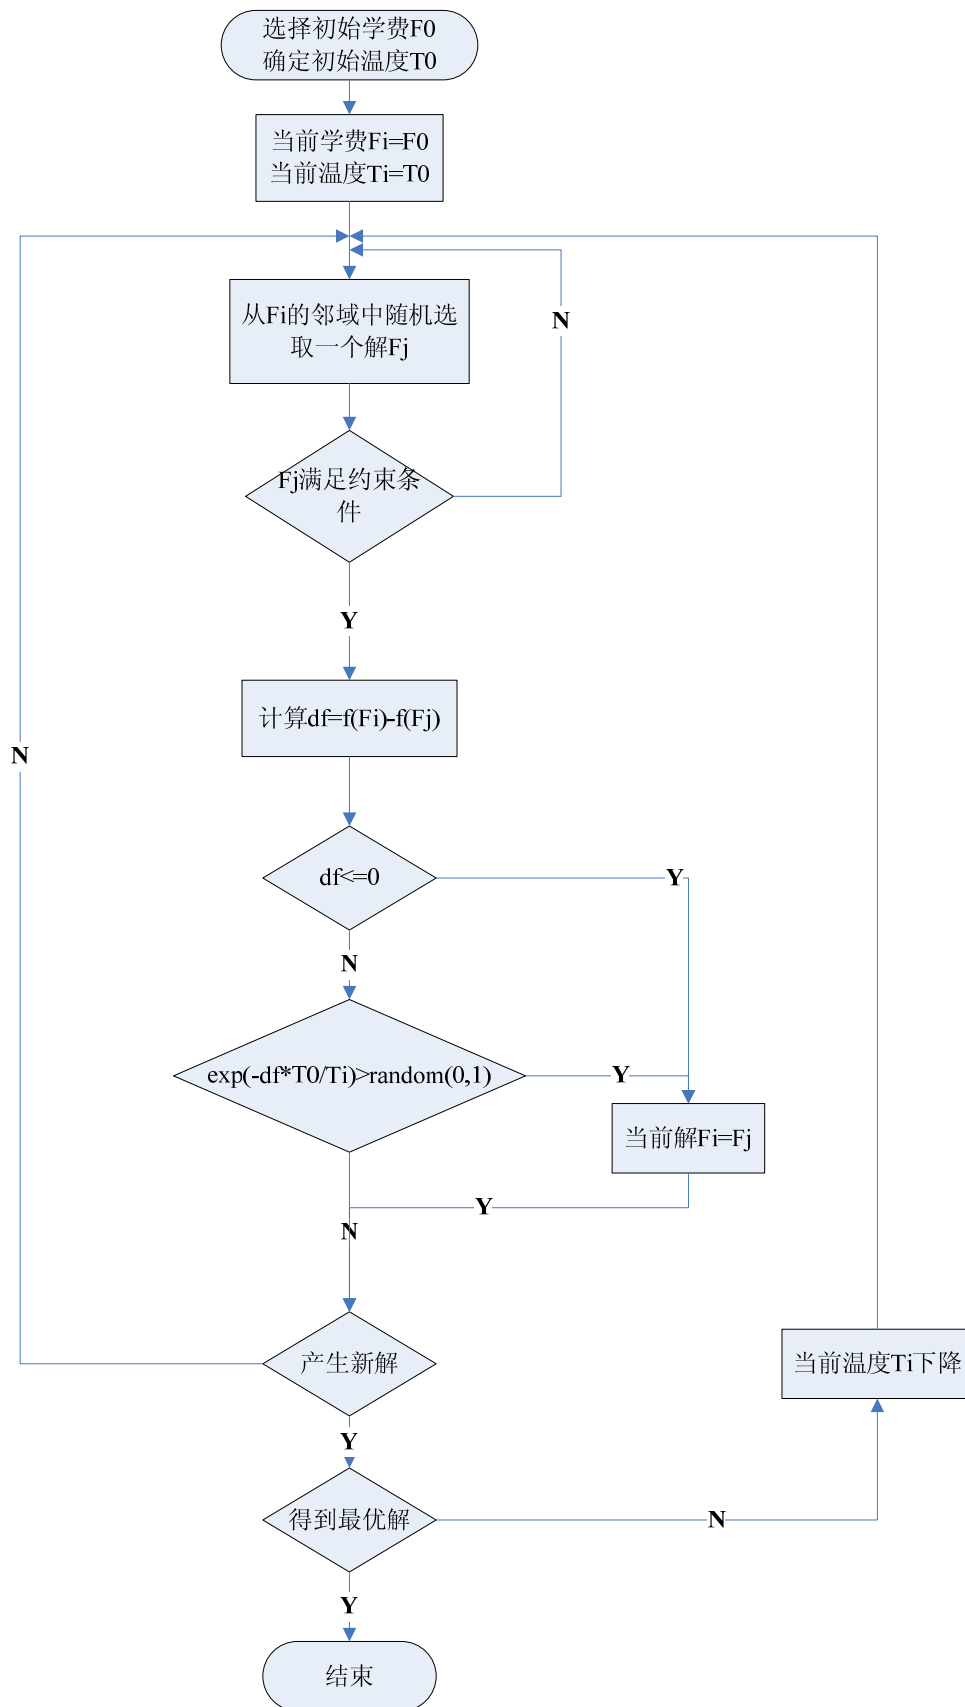 选择初始学费F0
确定初始温度T0
当前学费Fi=F0
当前温度Ti=T0
从Fi的邻域中随机选
取一个解Fj
N
Fj满足约束条
件
Y
计算df=f(Fi)-f(Fj)
N
df<=0
Y
N
exp(-df*T0/Ti)>random(0,1)
Y
当前解Fi=Fj
Y
N
产生新解
当前温度Ti下降
Y
得到最优解
N
Y
结束